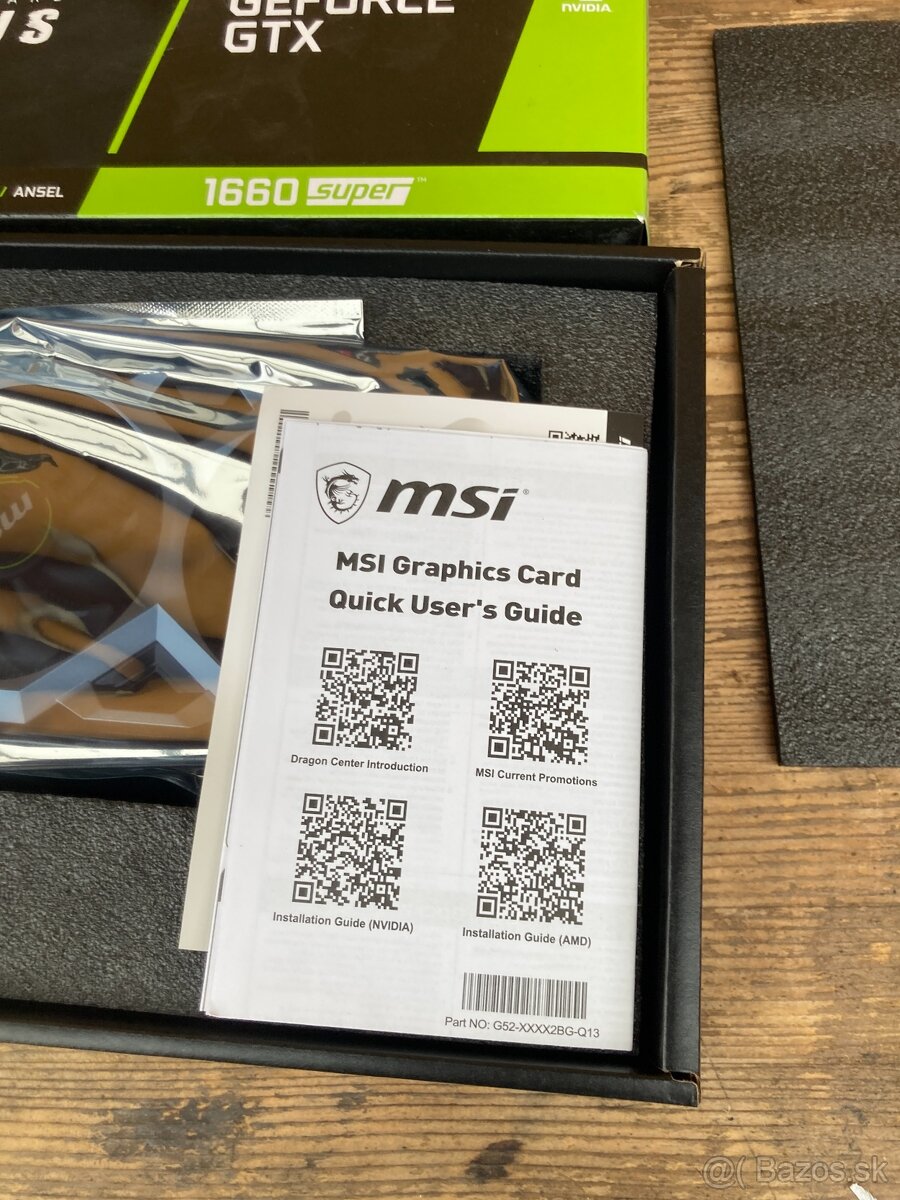 GEFORCE
GTX
NVIDIA
ANSEL
1660 SUPER™
msi®
MSI Graphics Card
Quick User's Guide
Dragon Center Introduction
MSI Current Promotions
Installation Guide (NVIDIA)
Installation Guide (AMD)
Part NO: G52-XXXX2BG-Q13
@( Bazos.sk